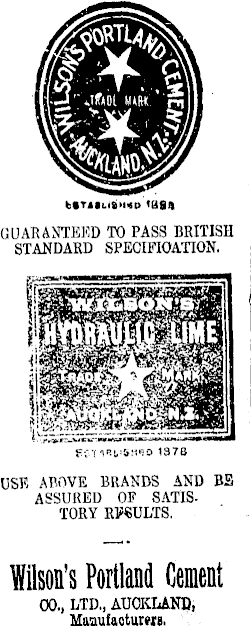 WILSON'S PORTLAND CEMENT
TRADE MARK
AUCKLAND, N.Z.
ESTABLISHED
GUARANTEED TO PASS BRITISH
STANDARD SPECIFICATION.
WILSON'S
HYDRAULIC LIME
TRADE MARK
AUCKLAND N.Z.
ESTABLISHED 1878
USE ABOVE BRANDS AND BE
ASSURED OF SATIS-
TORY RESULTS.
Wilson's Portland Cement
CO., LTD., AUCKLAND,
Manufacturers.